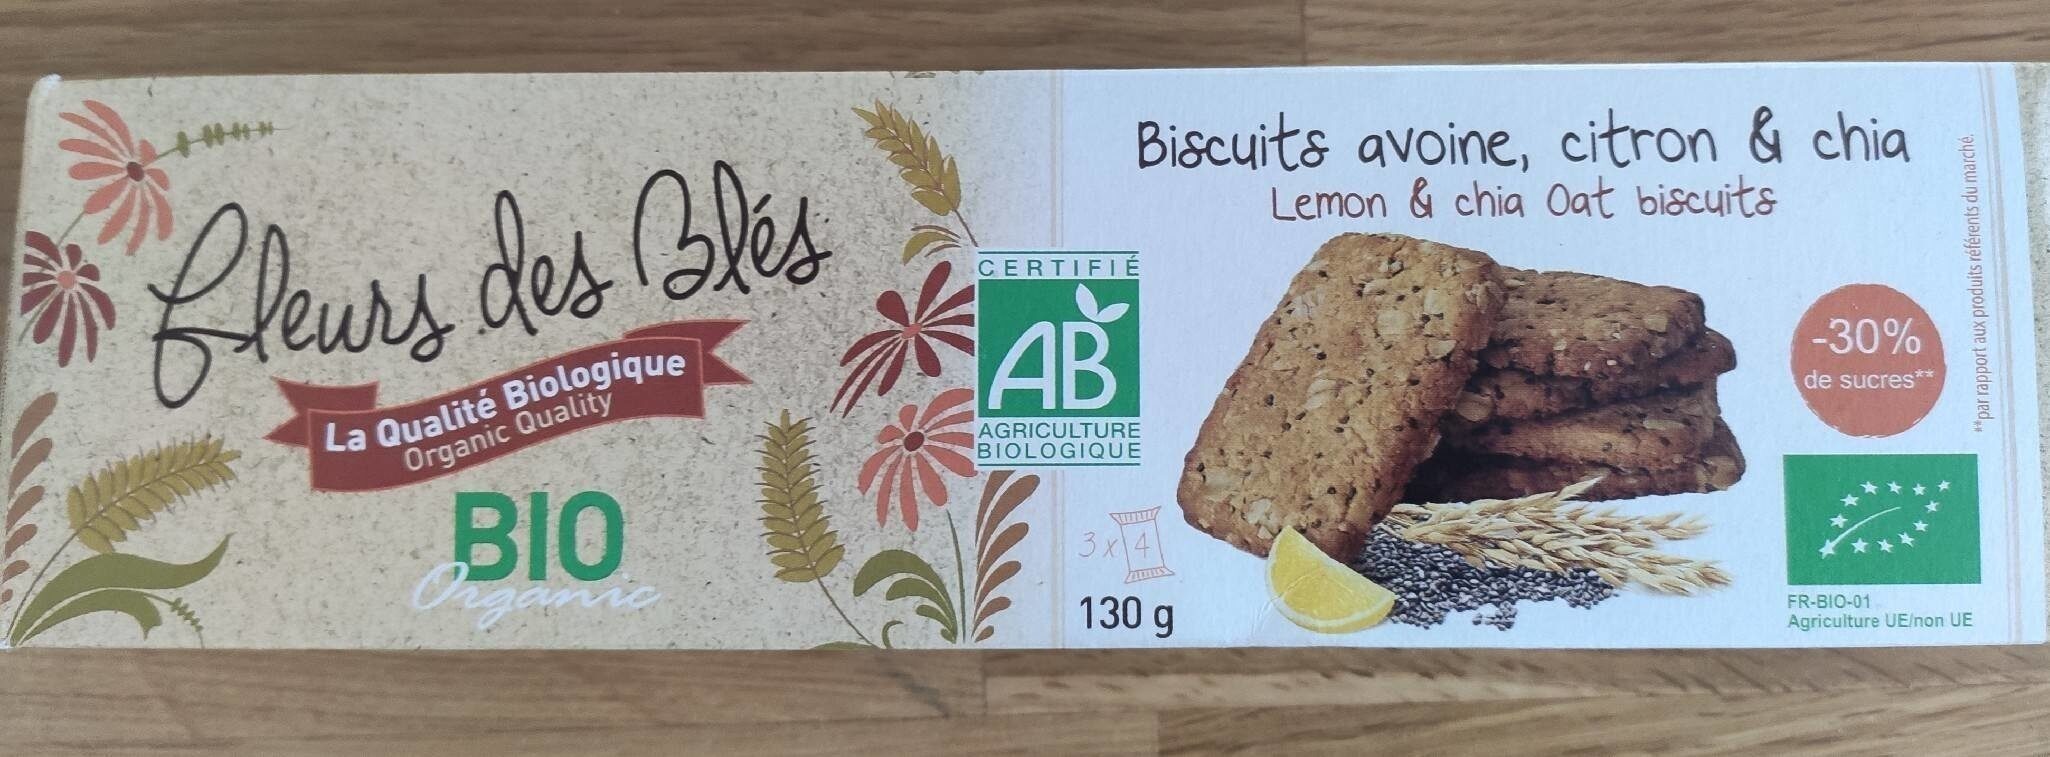 fleurs des Blés
La Qualité Biologique
Organic Quality
BIO
Organic
CERTIFIÉ
AB
AGRICULTURE
BIOLOGIQUE
3x4
130 g
Biscuits avoine, citron & chia
Lemon & chia Oat biscuits
-30%
de sucres**
**par rapport aux produits référents du marché.
FR-BIO-01
Agriculture UE/non UE